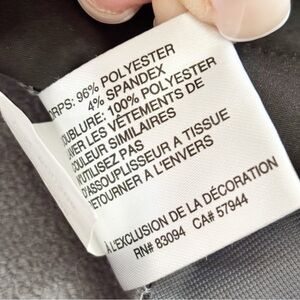 CORPS: 96% POLYESTER
4% SPANDEX
DOUBLURE: 100% POLYESTER
LAVER LES VÊTEMENTS DE
COULEUR SIMILAIRES
N'UTILISEZ PAS
D'ASSOUPLISSEUR À TISSUE
RETOURNER À L'ENVERS
À L'EXCLUSION DE LA DÉCORATION
RN# 83094 CA# 57944